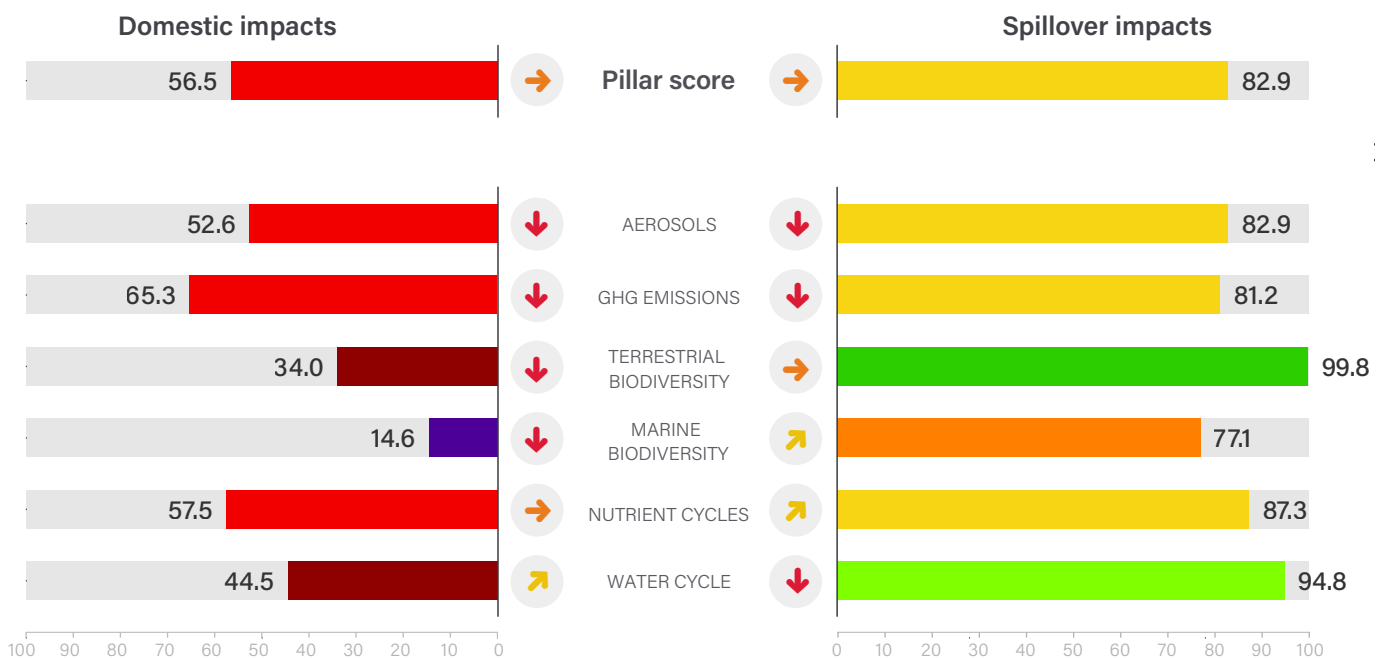 Domestic impacts
Spillover impacts
56.5
Pillar score
82.9
52.6
AEROSOLS
82.9
65.3
GHG EMISSIONS
81.2
34.0
TERRESTRIAL
BIODIVERSITY
99.8
14.6
MARINE
BIODIVERSITY
77.1
57.5
NUTRIENT CYCLES
87.3
44.5
WATER CYCLE
94.8
100 90 80 70 60 50 40 30 20 10 0
0 10 20 30 40 50 60 70 80 90 100